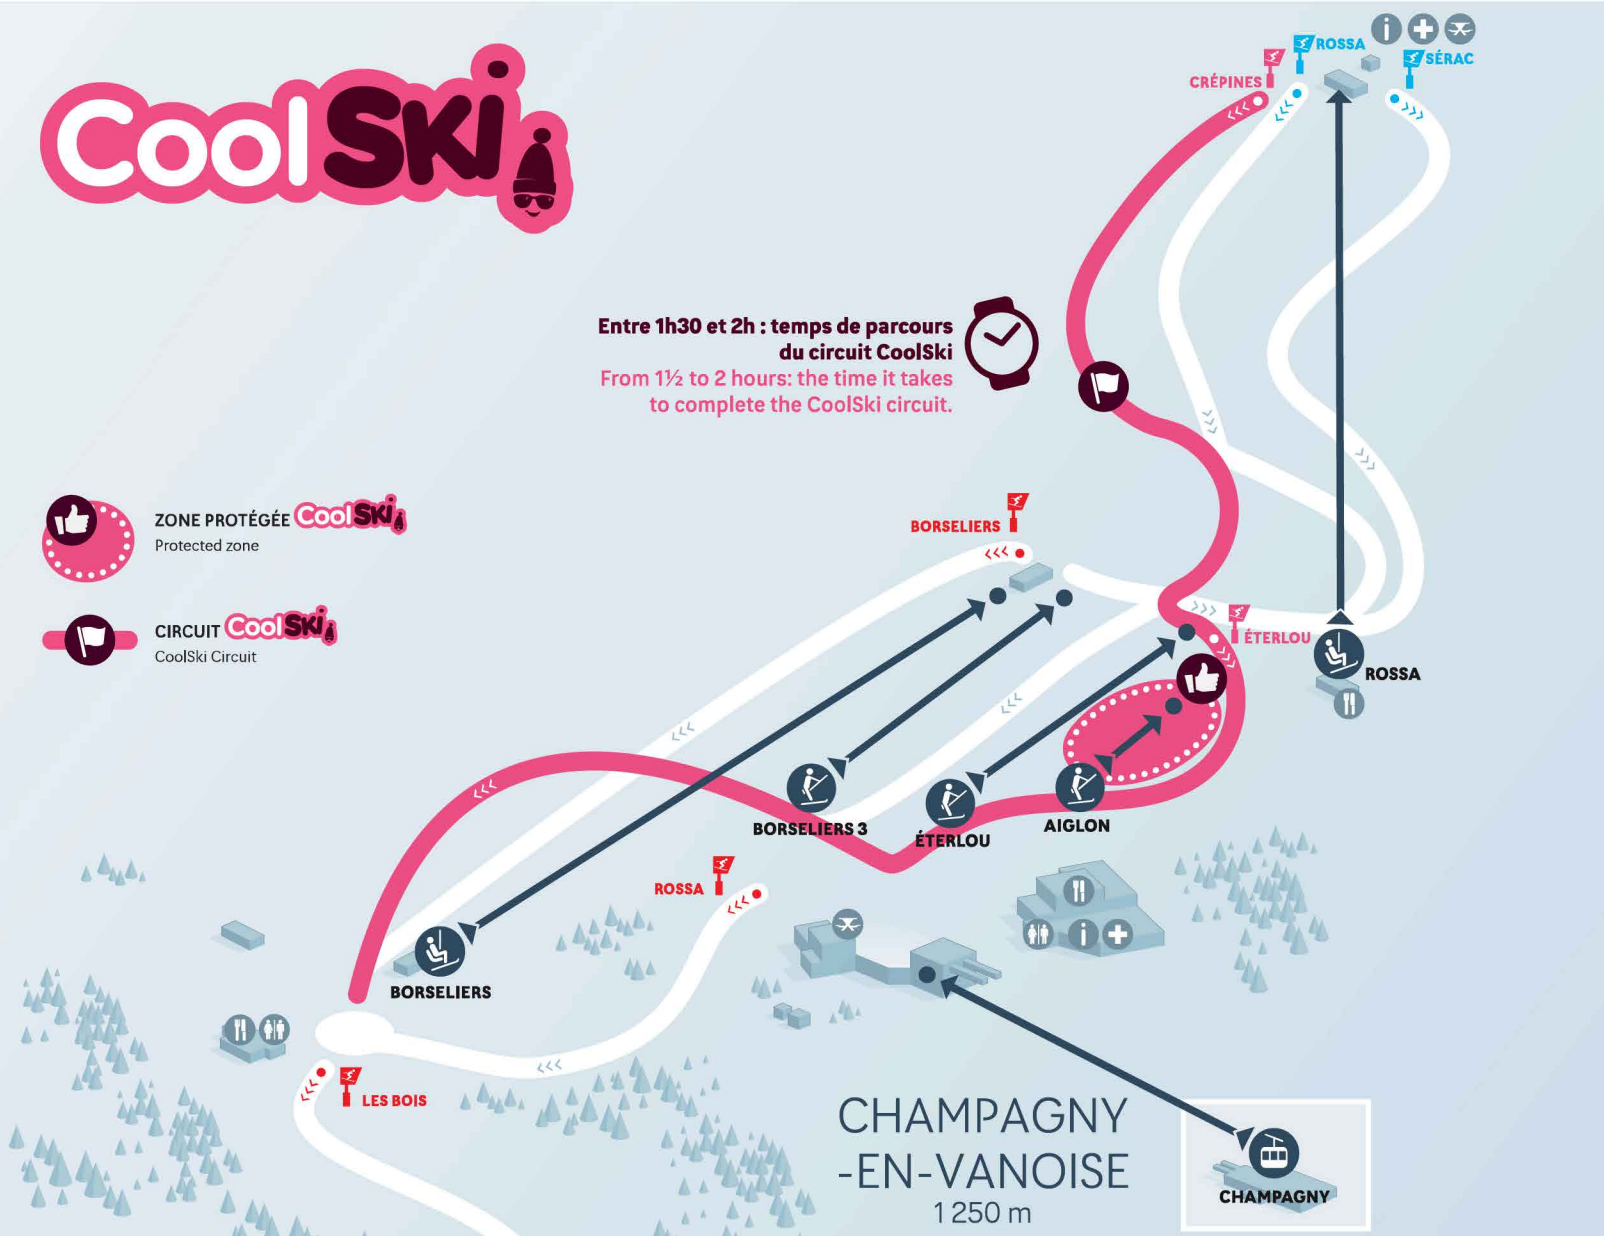 CoolSKi
CRÉPINES
ROSSA
SÉRAC
Entre 1h30 et 2h : temps de parcours
du circuit CoolSki
From 1½ to 2 hours: the time it takes
to complete the CoolSki circuit.
ZONE PROTÉGÉE CoolSKi
Protected zone
CIRCUIT CoolSKi
CoolSki Circuit
BORSELIERS
ÉTERLOU
ROSSA
BORSELIERS 3
ÉTERLOU
AIGLON
ROSSA
BORSELIERS
LES BOIS
CHAMPAGNY
-EN-VANOISE
1 250 m
CHAMPAGNY